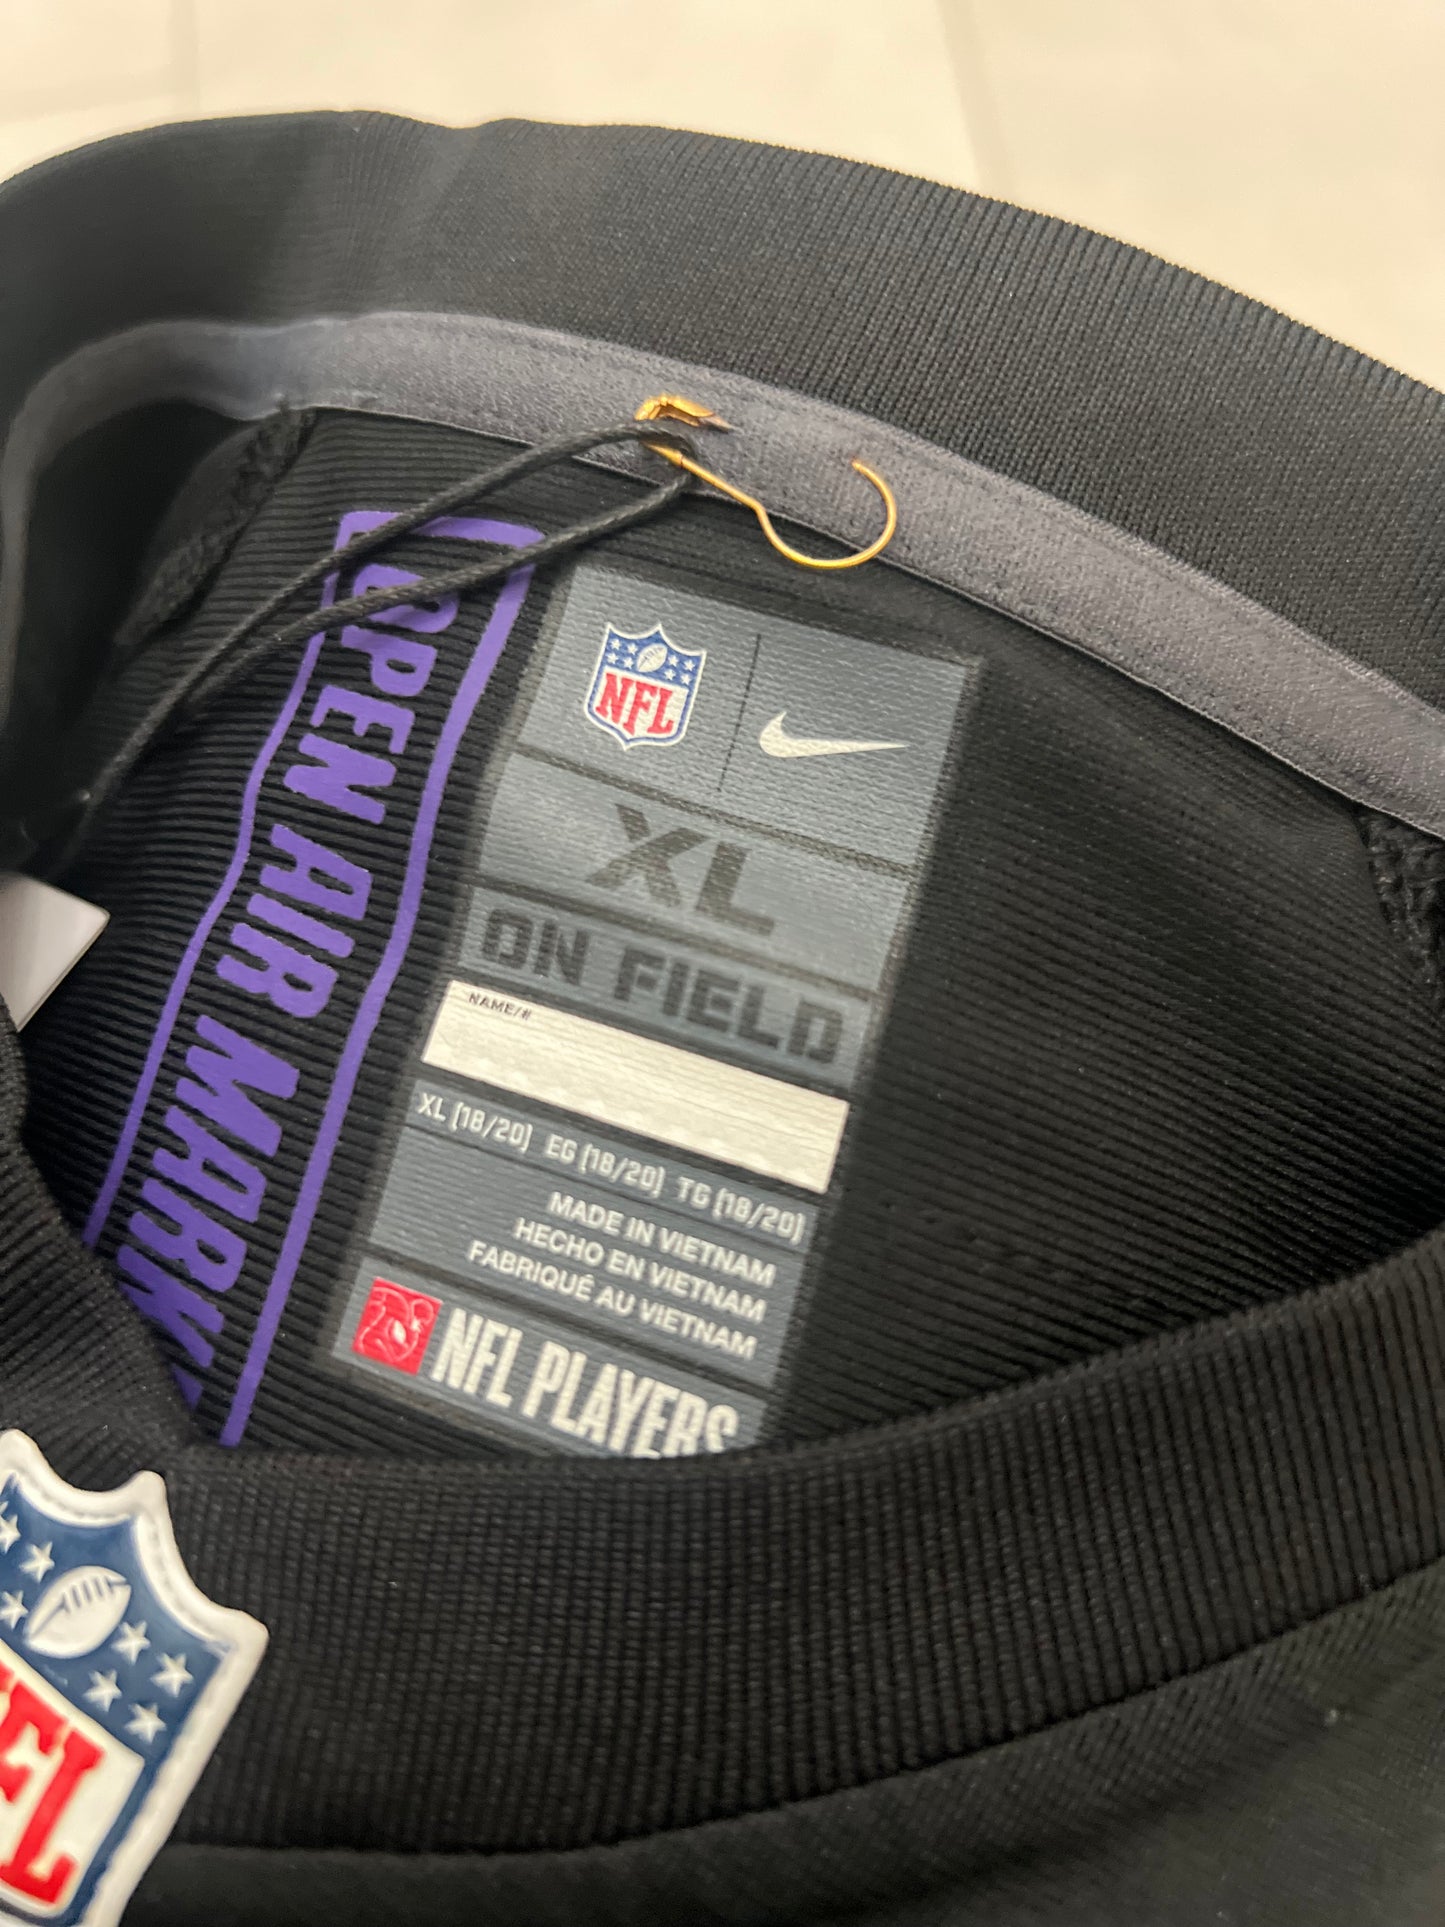 OPEN AIR MARK
NFL
XL
ON FIELD
NAME/#
XL (18/20) EG (18/20) TG (18/20)
MADE IN VIETNAM
HECHO EN VIETNAM
FABRIQUÉ AU VIETNAM
NFL PLAYERS
NFL